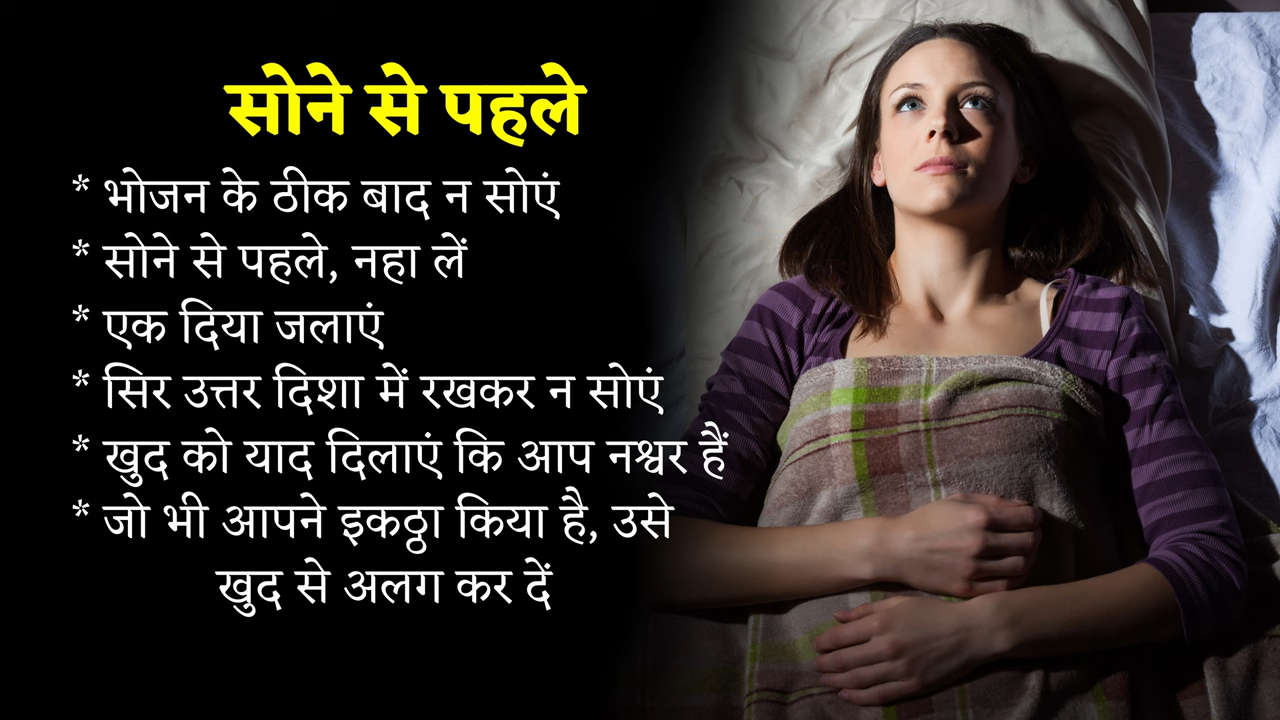 सोने से पहले
* भोजन के ठीक बाद न सोएं
* सोने से पहले, नहा लें
* एक दिया जलाएं
* सिर उत्तर दिशा में रखकर न सोएं
* खुद को याद दिलाएं कि आप नश्वर हैं
* जो भी आपने इकठ्ठा किया है, उसे
खुद से अलग कर दें